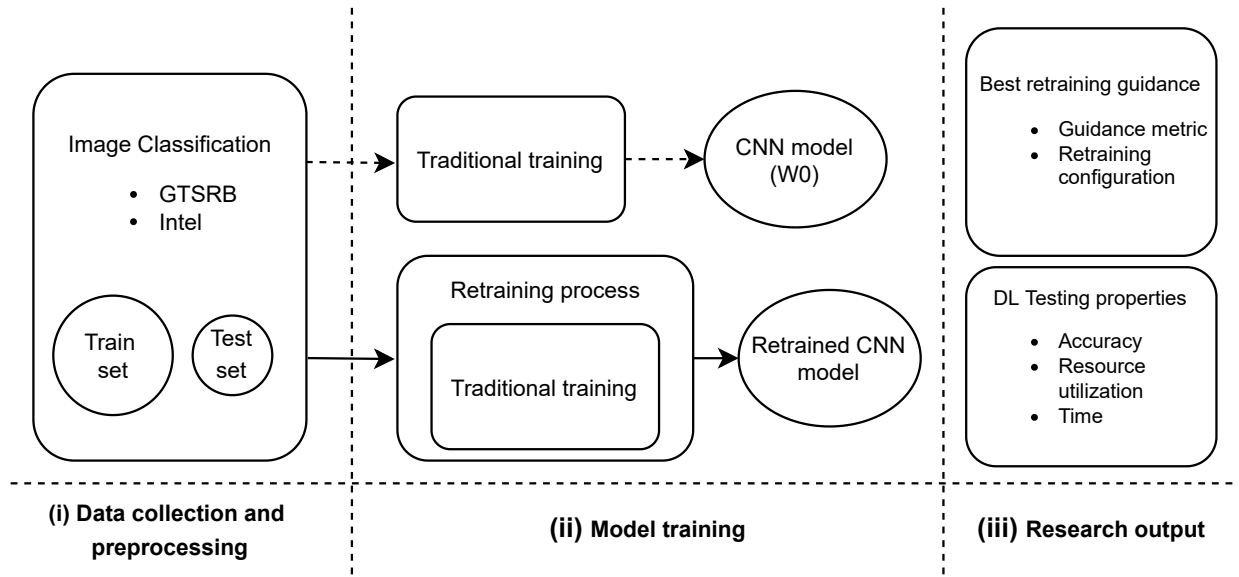 Image Classification
• GTSRB
• Intel
Train
set
Test
set
Traditional training
CNN model
(W0)
Retraining process
Traditional training
Retrained CNN
model
Best retraining guidance
• Guidance metric
• Retraining
configuration
DL Testing properties
• Accuracy
• Resource
utilization
• Time
(i) Data collection and
preprocessing
(ii) Model training
(iii) Research output